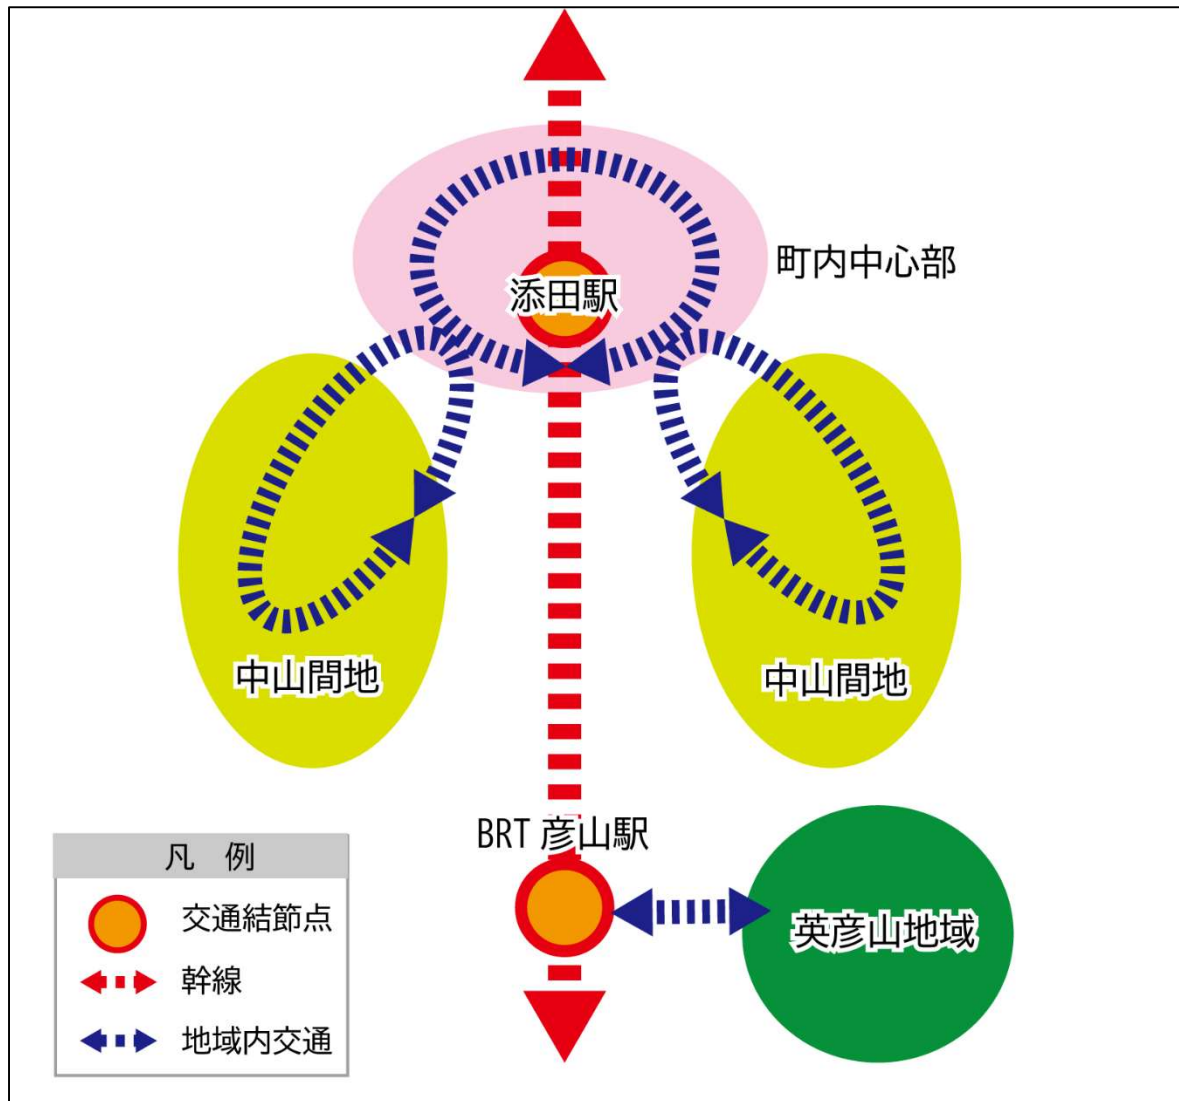 町内中心部
添田駅
中山間地
中山間地
BRT 彦山駅
英彦山地域
凡 例
交通結節点
幹線
地域内交通